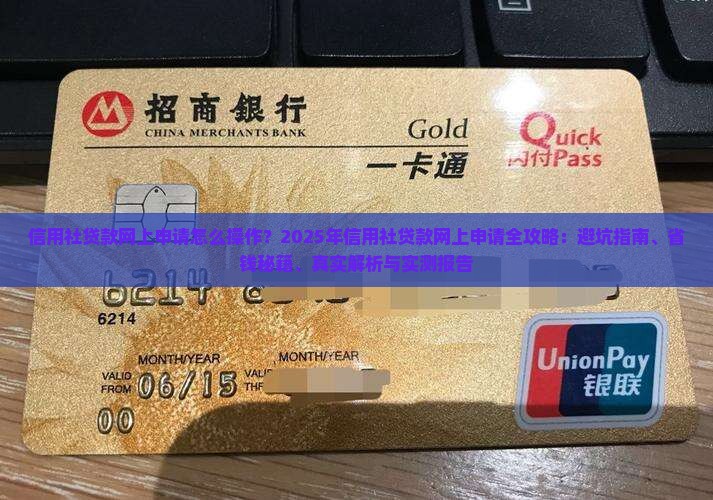 招商銀行
CHINA MERCHANTS BANK
Gold
一卡通
Quick
闪付Pass
信用社贷款网上申请怎么操作？2025年信用社贷款网上申请全攻略：避坑指南、省
钱秘籍、真实解析与实测报告
6214
6214
MONTH/YEAR
MONTH/YEAR
VALID
FROM
06/15
THR
00
UnionPay
银联